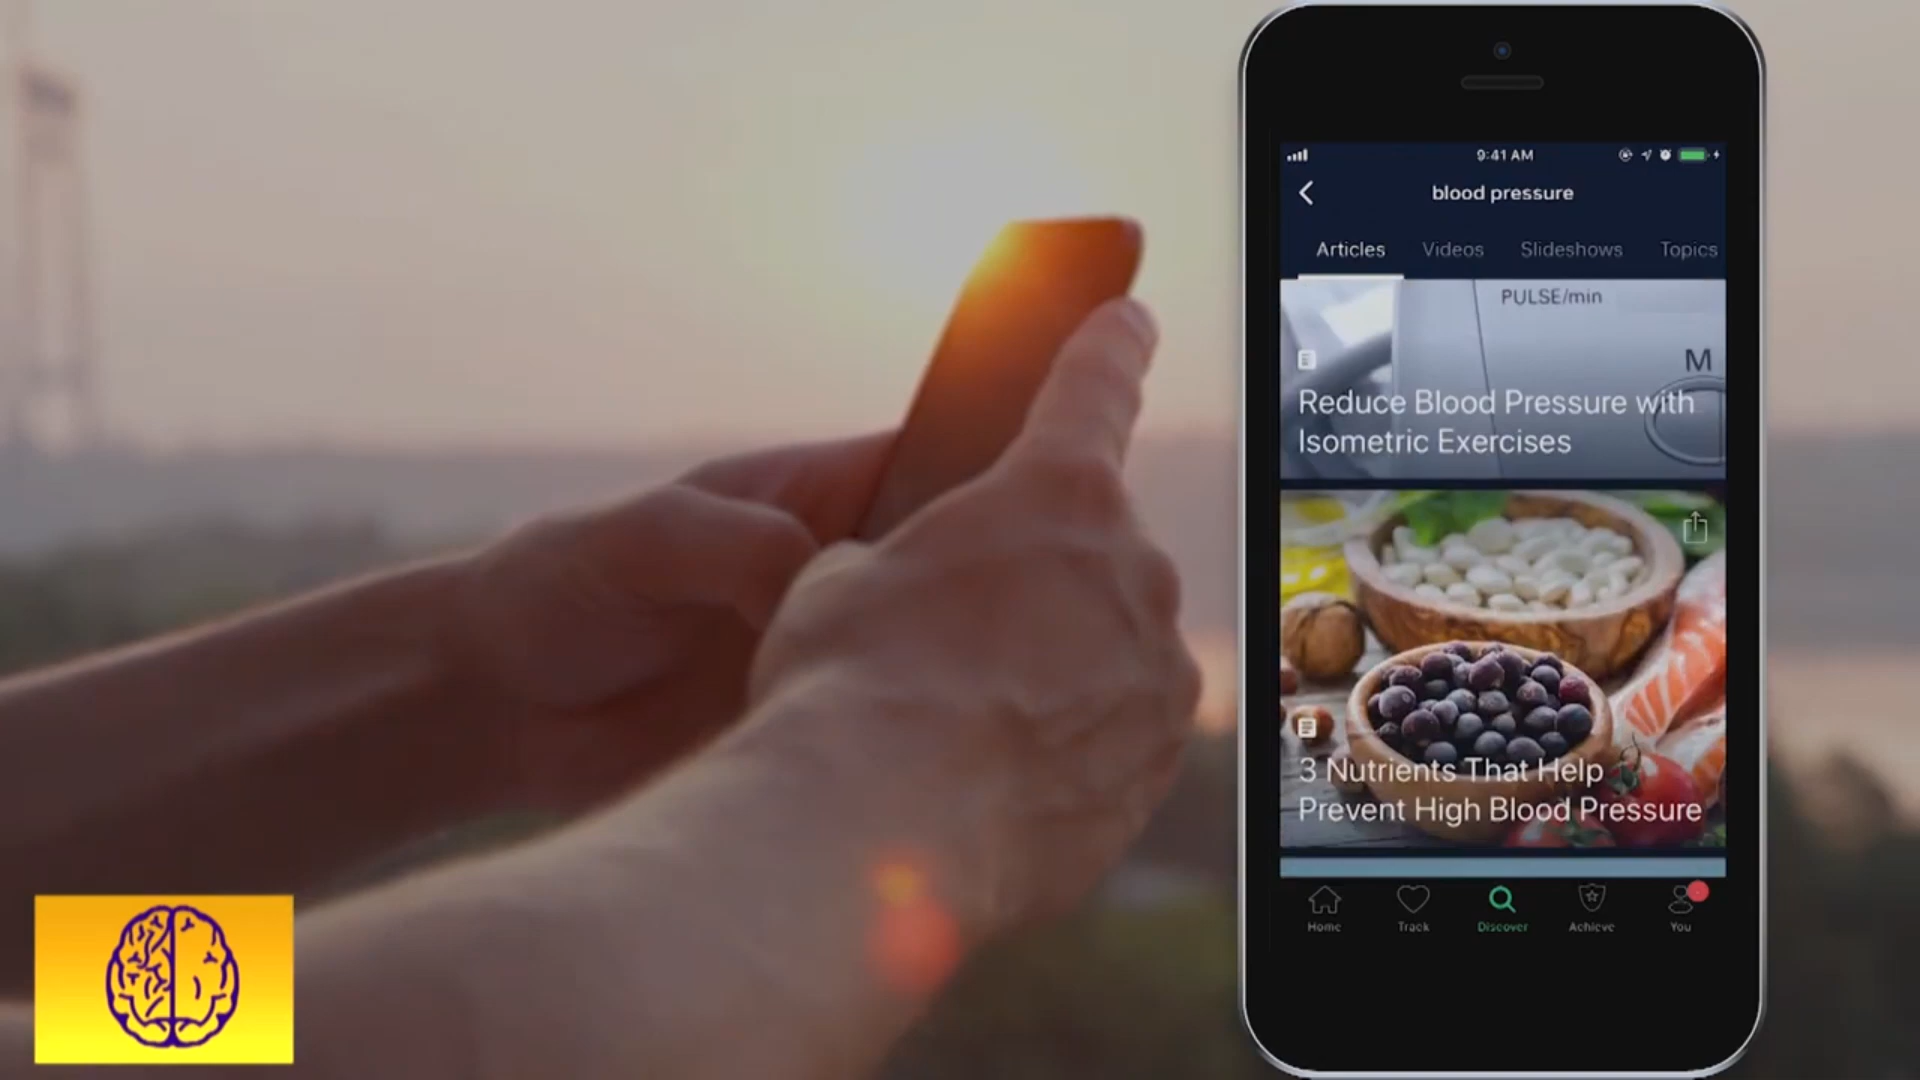 9:41 AM
blood pressure
Articles Videos Slideshows Topics
PULSE/min
M
Reduce Blood Pressure with
Isometric Exercises
3 Nutrients That Help
Prevent High Blood Pressure
Home Track Discover Achieve You